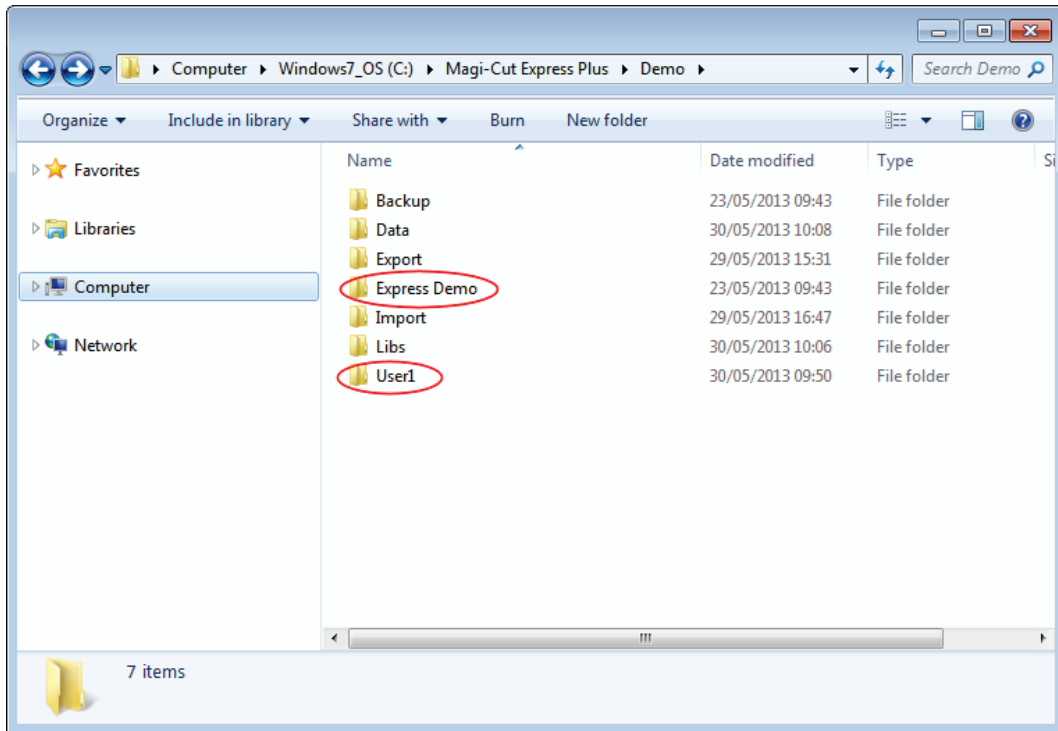 Computer Windows7_OS (C:) Magi-Cut Express Plus Demo Search Demo
Organize Include in library Share with Burn New folder
Name Date modified Type Si
Favorites
Libraries
Computer
Network
Backup 23/05/2013 09:43 File folder
Data 30/05/2013 10:08 File folder
Export 29/05/2013 15:31 File folder
Express Demo 23/05/2013 09:43 File folder
Import 29/05/2013 16:47 File folder
Libs 30/05/2013 10:06 File folder
User1 30/05/2013 09:50 File folder
7 items